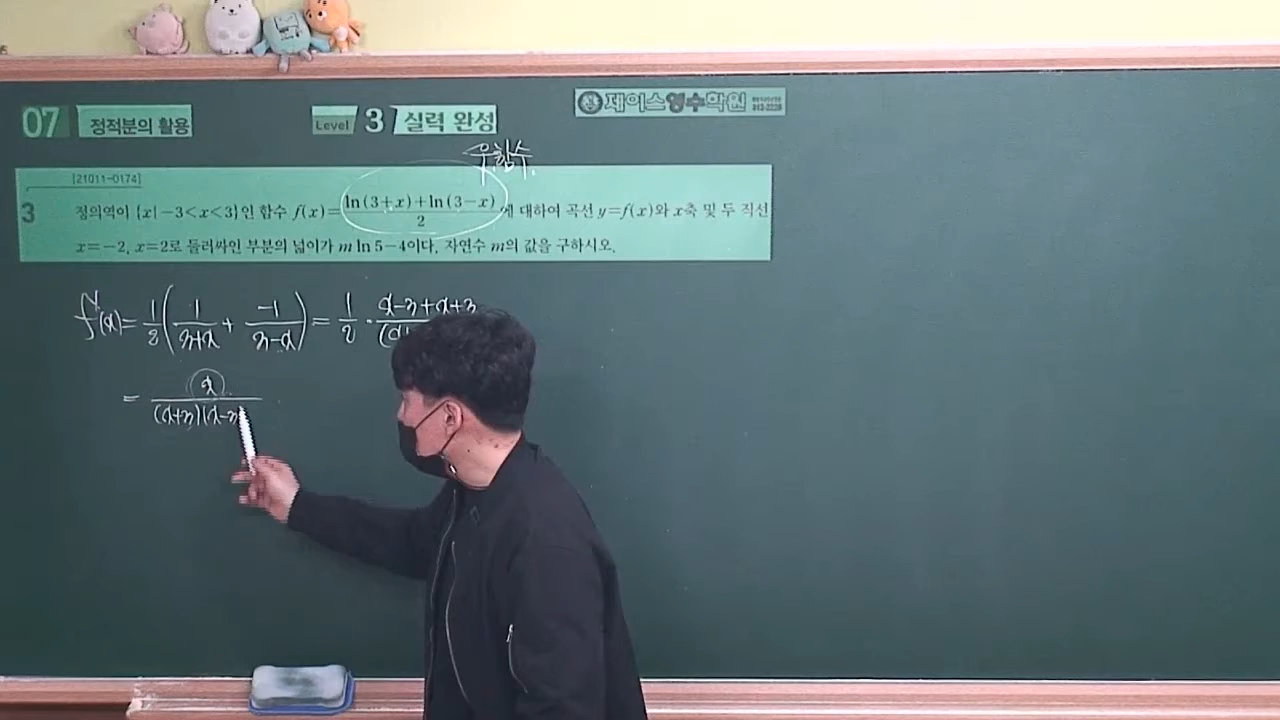 07 정적분의 활용
Level 3 실력 완성
제이스영수학원
우함수
[21011-0174]
3 정의역이 {x|−3<x<3}인 함수 f(x)=(ln(3+x)+ln(3−x))/2에 대하여 곡선 y=f(x)와 x축 및 두 직선
x=−2, x=2로 둘러싸인 부분의 넓이가 m ln 5−4이다. 자연수 m의 값을 구하시오.
f'(x)=1/2(1/(3+x)+(-1)/(3-x))=1/2·(x-3+x+3)/(x
=x/((x+3)(x-3)